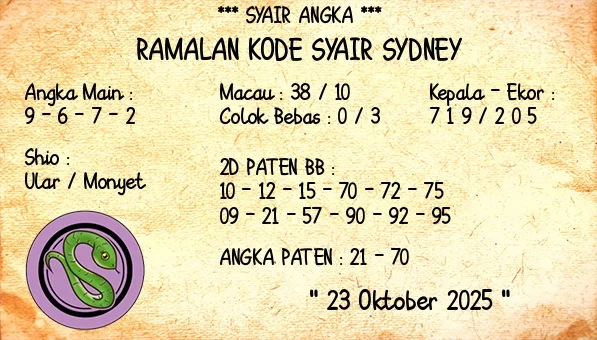 *** SYAIR ANGKA ***
RAMALAN KODE SYAIR SYDNEY
Angka Main :
9 - 6 - 7 - 2
Shio :
Ular / Monyet
Macau : 38 / 10
Colok Bebas : 0 / 3
Kepala - Ekor :
7 1 9 / 2 0 5
2D PATEN BB :
10 - 12 - 15 - 70 - 72 - 75
09 - 21 - 57 - 90 - 92 - 95
ANGKA PATEN : 21 - 70
" 23 Oktober 2025 "